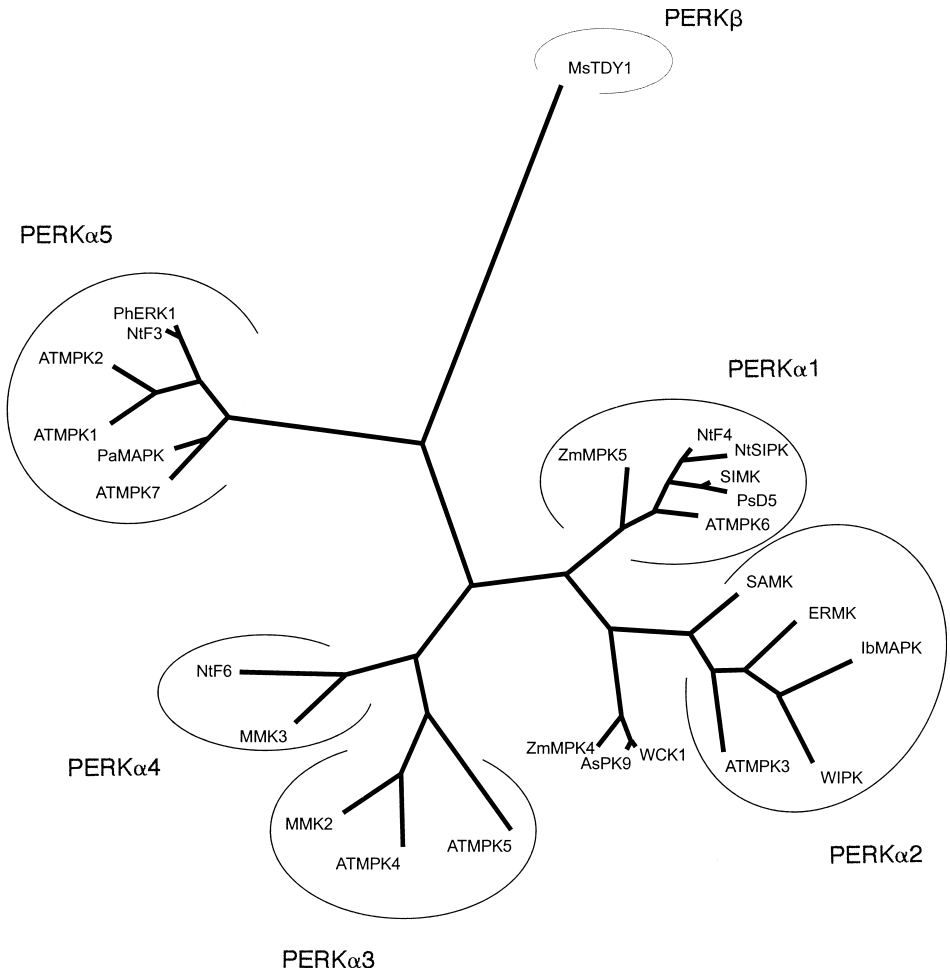 PERKβ
MsTDY1
PERKα5
PhERK1
NtF3
ATMPK2
ATMPK1
PaMAPK
ATMPK7
PERKα1
NtF4
ZmMPK5
NtSIPK
SIMK
PsD5
ATMPK6
SAMK
ERMK
IbMAPK
NtF6
MMK3
ZmMPK4
AsPK9
WCK1
ATMPK3
WIPK
PERKα4
MMK2
ATMPK4
ATMPK5
PERKα2
PERKα3